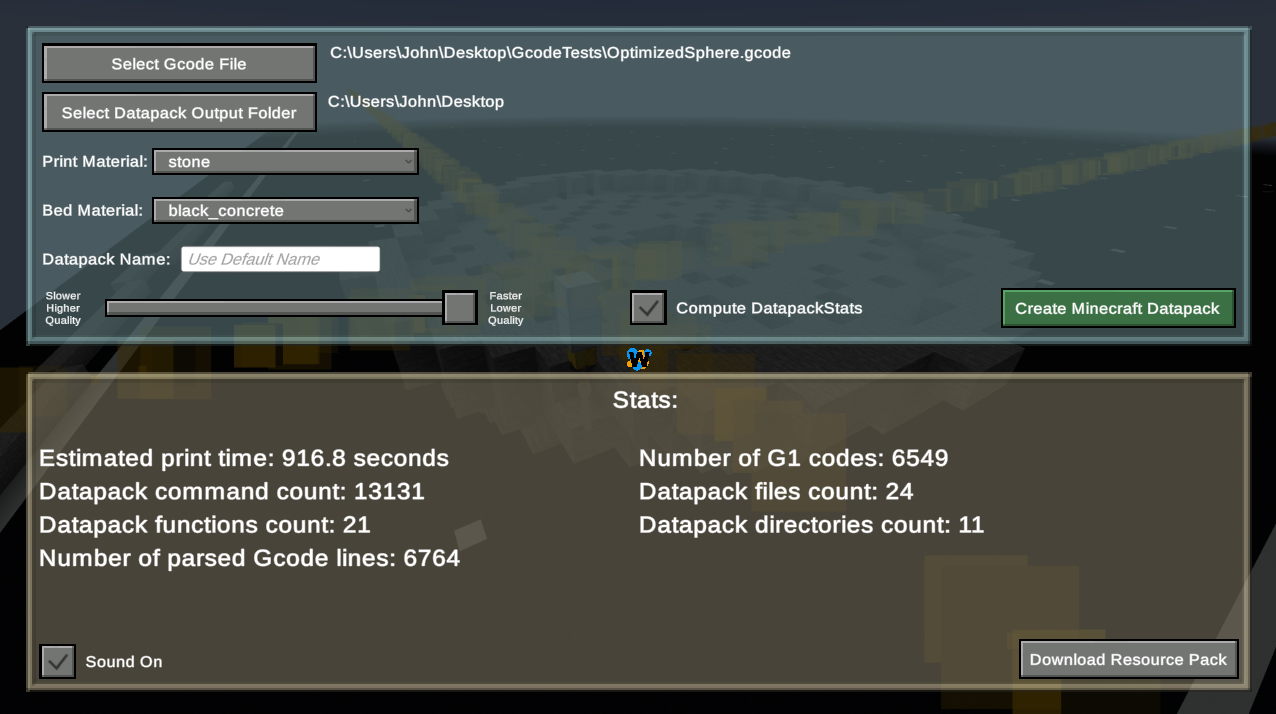 Select Gcode File
C:\Users\John\Desktop\GcodeTests\OptimizedSphere.gcode
Select Datapack Output Folder
C:\Users\John\Desktop
Print Material: stone
Bed Material: black_concrete
Datapack Name: Use Default Name
Slower
Higher
Quality
Faster
Lower
Quality
Compute DatapackStats
Create Minecraft Datapack
W
Stats:
Estimated print time: 916.8 seconds
Datapack command count: 13131
Datapack functions count: 21
Number of parsed Gcode lines: 6764
Number of G1 codes: 6549
Datapack files count: 24
Datapack directories count: 11
Sound On
Download Resource Pack